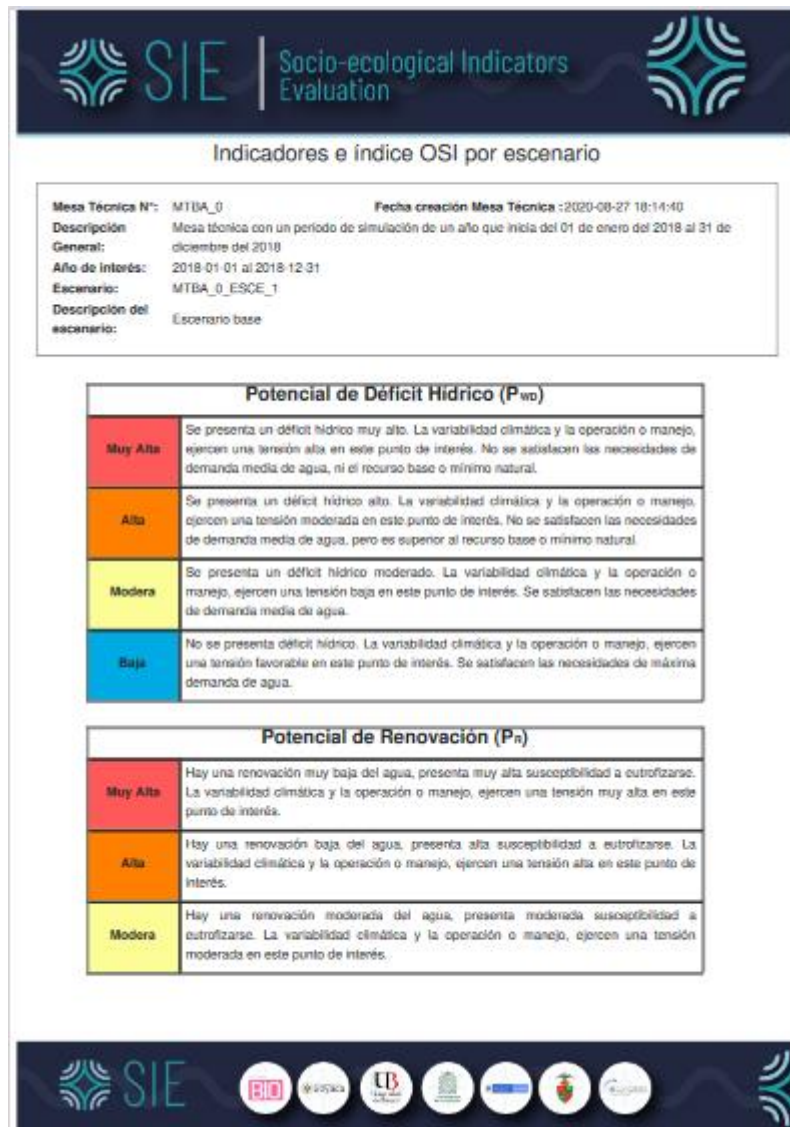 SIE
Socio-ecological Indicators
Evaluation
Indicadores e índice OSI por escenario
Mesa Técnica N°: MTBA_0 Fecha creación Mesa Técnica : 2020-08-27 18:14:40
Descripción General: Mesa técnica con un periodo de simulación de un año que inicia del 01 de enero del 2018 al 31 de
diciembre del 2018
Año de interés: 2018-01-01 al 2018-12-31
Escenario: MTBA_0_ESCE_1
Descripción del escenario: Escenario base
Potencial de Déficit Hídrico (PWD)
Muy Alta
Se presenta un déficit hídrico muy alto. La variabilidad climática y la operación o manejo,
ejercen una tensión alta en este punto de interés. No se satisfacen las necesidades de
demanda media de agua, ni el recurso base o mínimo natural.
Alta
Se presenta un déficit hídrico alto. La variabilidad climática y la operación o manejo,
ejercen una tensión moderada en este punto de interés. No se satisfacen las necesidades
de demanda media de agua, pero es superior al recurso base o mínimo natural.
Modera
Se presenta un déficit hídrico moderado. La variabilidad climática y la operación o
manejo, ejercen una tensión baja en este punto de interés. Se satisfacen las necesidades
de demanda media de agua.
Baja
No se presenta déficit hídrico. La variabilidad climática y la operación o manejo, ejercen
una tensión favorable en este punto de interés. Se satisfacen las necesidades de máxima
demanda de agua.
Potencial de Renovación (PR)
Muy Alta
Hay una renovación muy baja del agua, presenta muy alta susceptibilidad a eutrofizarse.
La variabilidad climática y la operación o manejo, ejercen una tensión muy alta en este
punto de interés.
Alta
Hay una renovación baja del agua, presenta alta susceptibilidad a eutrofizarse. La
variabilidad climática y la operación o manejo, ejercen una tensión alta en este punto de
interés.
Modera
Hay una renovación moderada del agua, presenta moderada susceptibilidad a
eutrofizarse. La variabilidad climática y la operación o manejo, ejercen una tensión
moderada en este punto de interés.
SIE
BID
UB